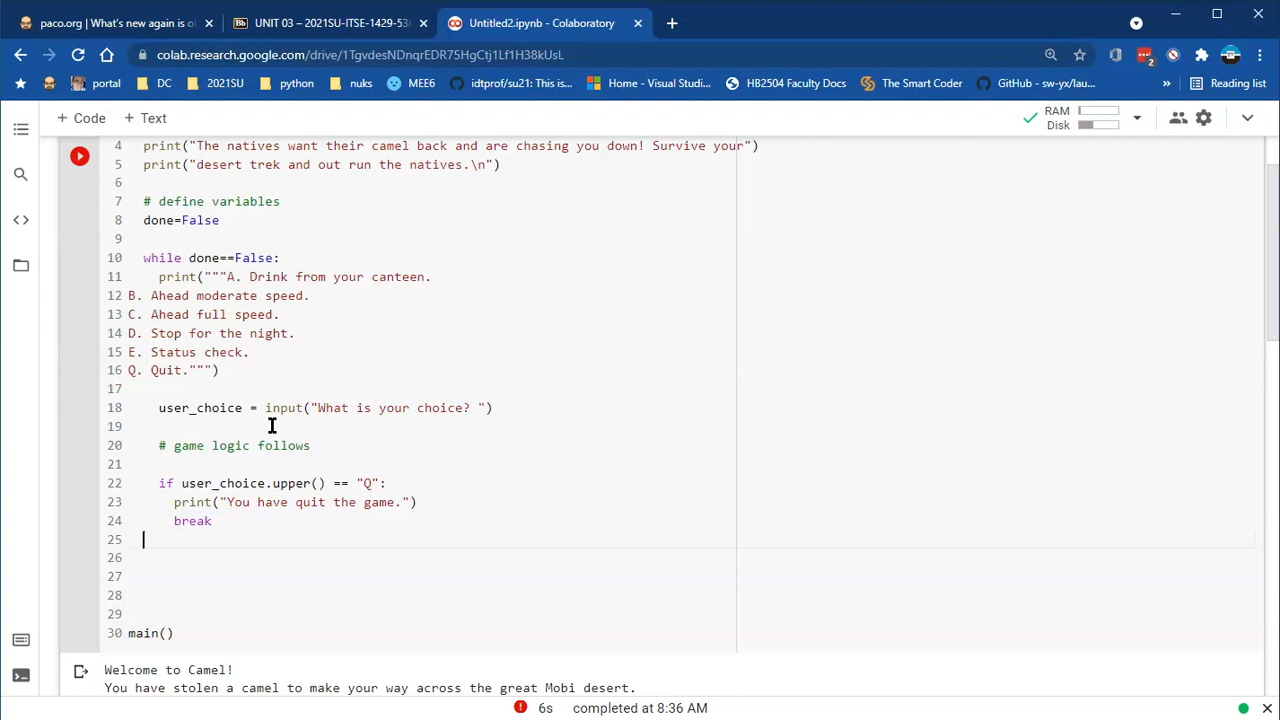 paco.org | What's new again is ol
UNIT 03 – 2021SU-ITSE-1429-53
Untitled2.ipynb - Colaboratory
colab.research.google.com/drive/1TgvdesNDnqrEDR75HgCtj1Lf1H38kUsL
portal
DC
2021SU
python
nuks
MEE6
idtprof/su21: This is...
Home - Visual Studi...
HB2504 Faculty Docs
The Smart Coder
GitHub - sw-yx/lau...
»
Reading list
+ Code + Text
RAM
Disk
4 print("The natives want their camel back and are chasing you down! Survive your")
5 print("desert trek and out run the natives.\n")
6
7 # define variables
8 done=False
9
10 while done==False:
11 print("""A. Drink from your canteen.
12 B. Ahead moderate speed.
13 C. Ahead full speed.
14 D. Stop for the night.
15 E. Status check.
16 Q. Quit.""")
17
18 user_choice = input("What is your choice? ")
19
20 # game logic follows
21
22 if user_choice.upper() == "Q":
23 print("You have quit the game.")
24 break
25
26
27
28
29
30 main()
Welcome to Camel!
You have stolen a camel to make your way across the great Mobi desert.
6s completed at 8:36 AM